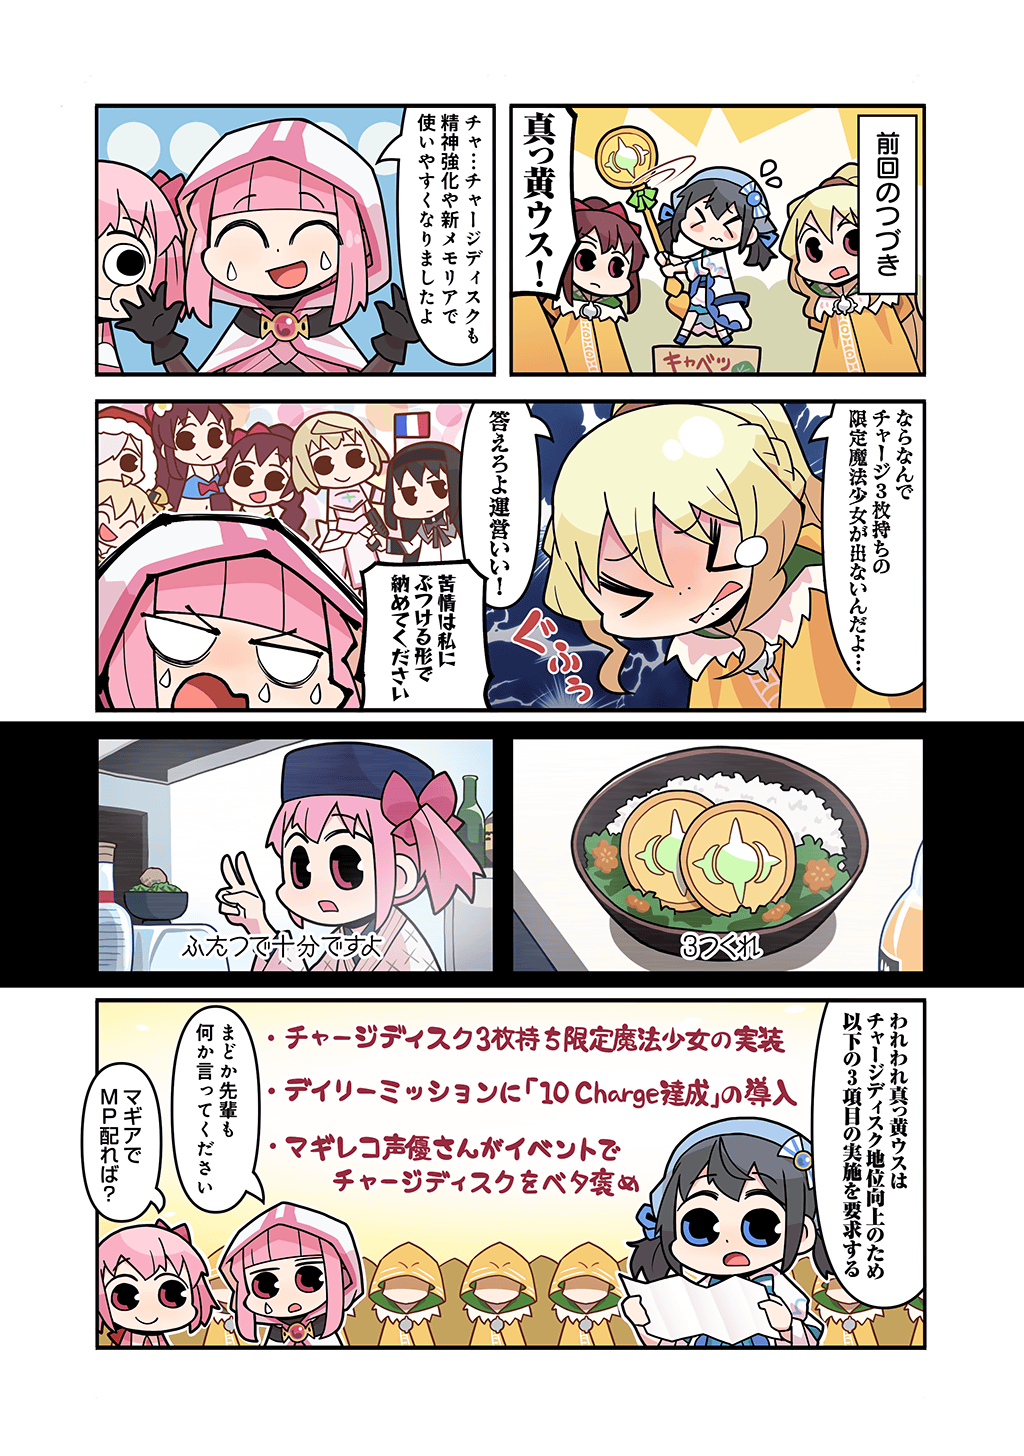 前回のつづき
真っ黄ウス！
キャベツ
チャ…チャージディスクも
精神強化や新メモリアで
使いやすくなりましたよ
ならなんで
チャージ３枚持ちの
限定魔法少女が出ないんだよ…
ぐふぅ
答えろよ運営いい！
苦情は私に
ぶつける形で
納めてください
3つくれ
ふたつで十分ですよ
われわれ真っ黄ウスは
チャージディスク地位向上のため
以下の３項目の実施を要求する
・チャージディスク3枚持ち限定魔法少女の実装
・デイリーミッションに「10 Charge達成」の導入
・マギレコ声優さんがイベントで
チャージディスクをベタ褒め
まどか先輩も
何か言ってください
マギアで
ＭＰ配れば？